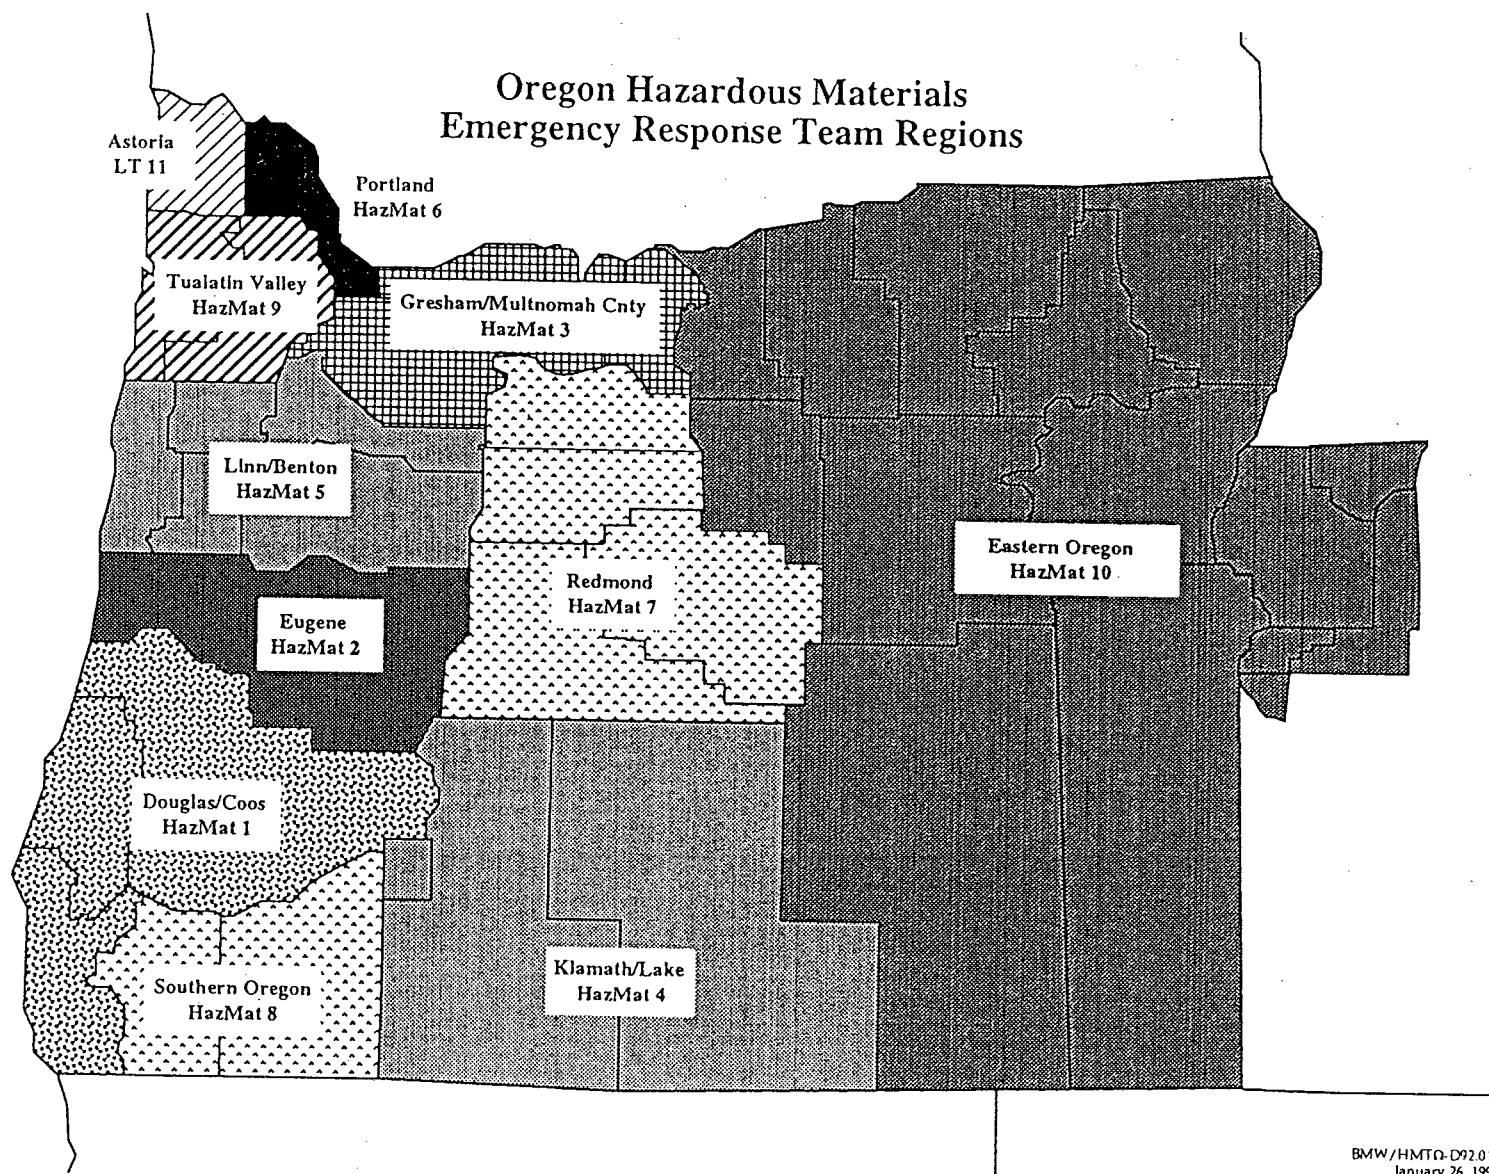 Oregon Hazardous Materials
Emergency Response Team Regions
Astoria
LT 11
Portland
HazMat 6
Tualatin Valley
HazMat 9
Gresham/Multnomah Cnty
HazMat 3
Linn/Benton
HazMat 5
Eastern Oregon
HazMat 10
Redmond
HazMat 7
Eugene
HazMat 2
Douglas/Coos
HazMat 1
Klamath/Lake
HazMat 4
Southern Oregon
HazMat 8
January 26,